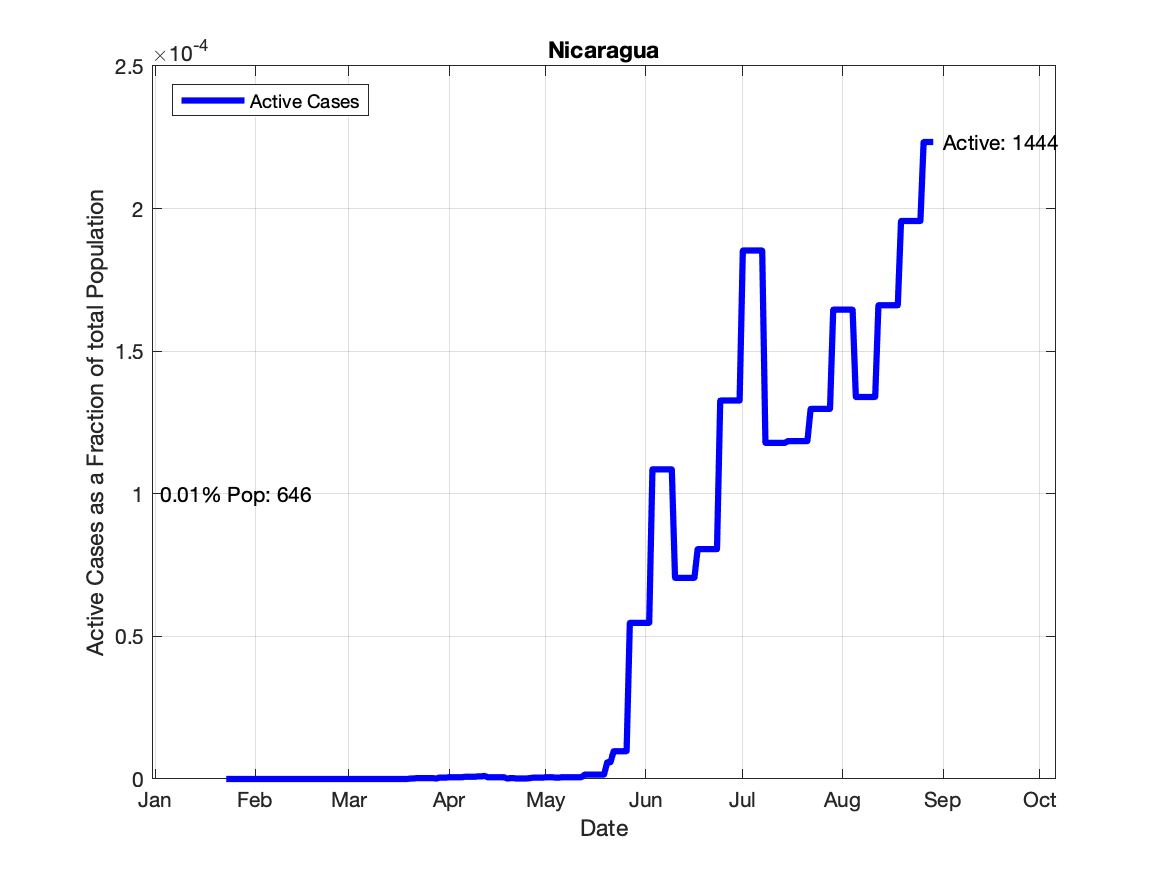 Nicaragua
×10-4
2.5
2
1.5
1
0.5
0
Active Cases
Active: 1444
0.01% Pop: 646
Active Cases as a Fraction of total Population
Jan Feb Mar Apr May Jun Jul Aug Sep Oct
Date